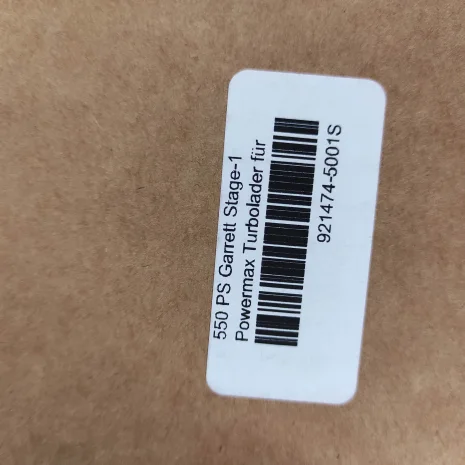 550 PS Garrett Stage-1
Powermax Turbolader für
921474-5001S